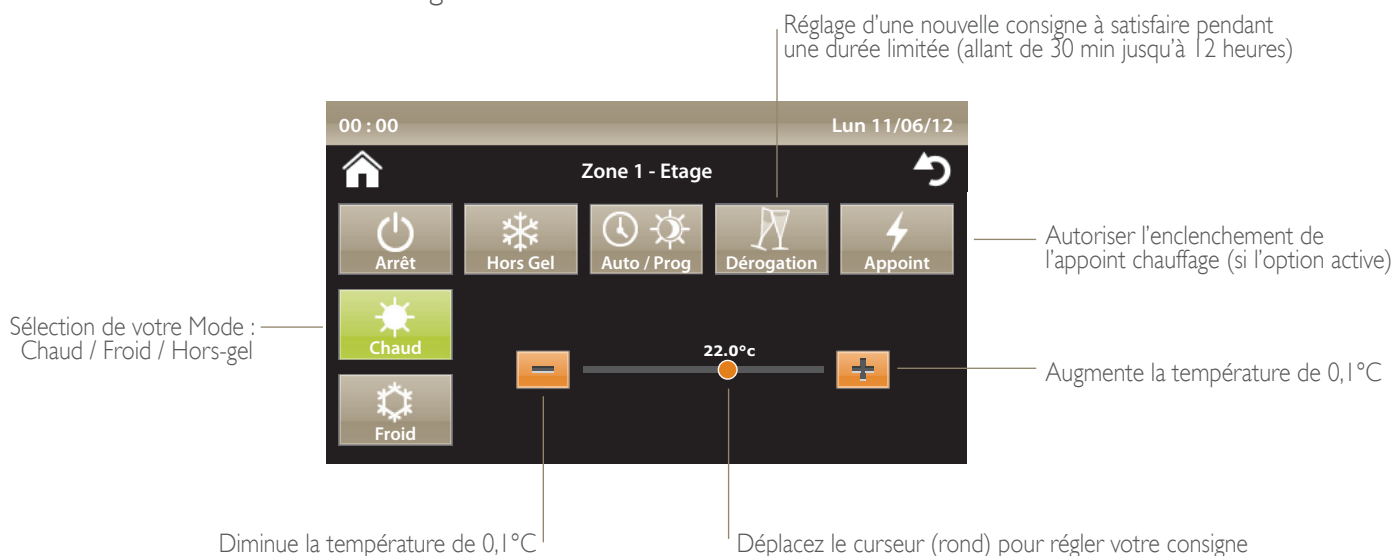 Réglage d'une nouvelle consigne à satisfaire pendant
une durée limitée (allant de 30 min jusqu'à 12 heures)
00 : 00
Lun 11/06/12
Zone 1 - Etage
Arrêt
Hors Gel
Auto / Prog
Dérogation
Appoint
Autoriser l'enclenchement de
l'appoint chauffage (si l'option active)
Sélection de votre Mode :
Chaud / Froid / Hors-gel
Chaud
22.0°c
Augmente la température de 0,1°C
Froid
Diminue la température de 0,1°C
Déplacez le curseur (rond) pour régler votre consigne